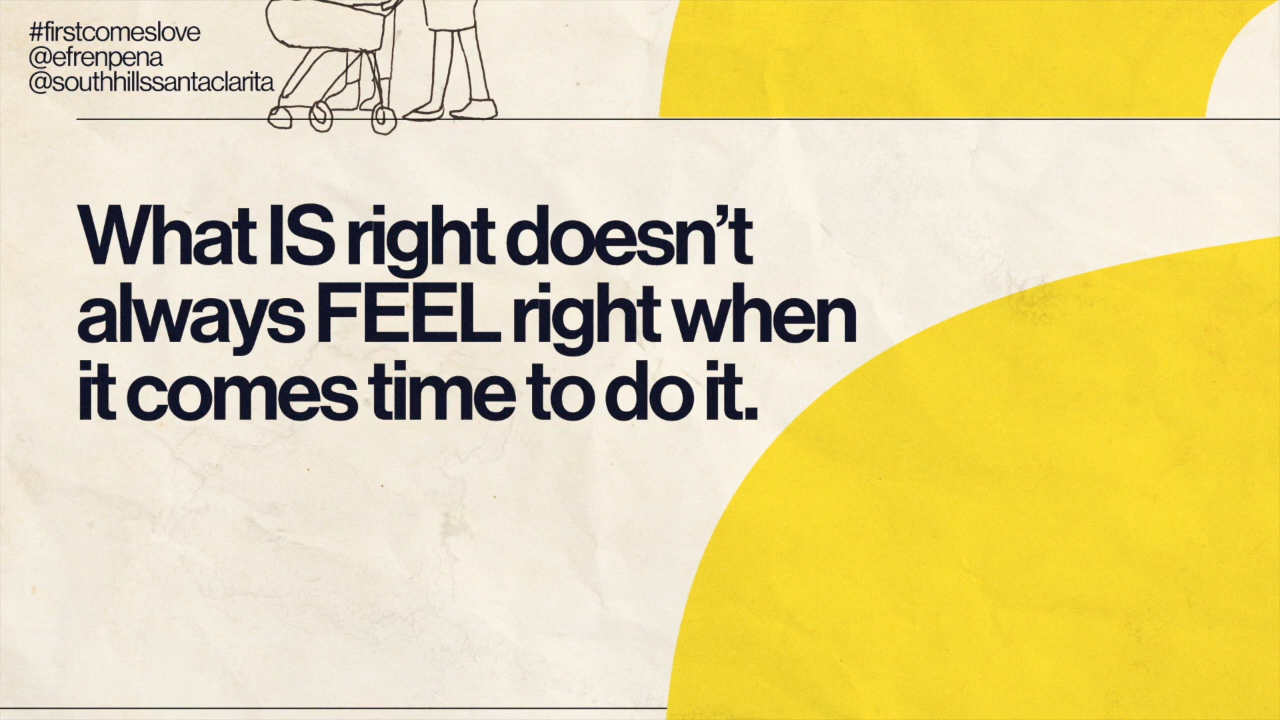 #firstcomeslove
@efrenpena
@southhillssantaclarita
What IS right doesn’t
always FEEL right when
it comes time to do it.